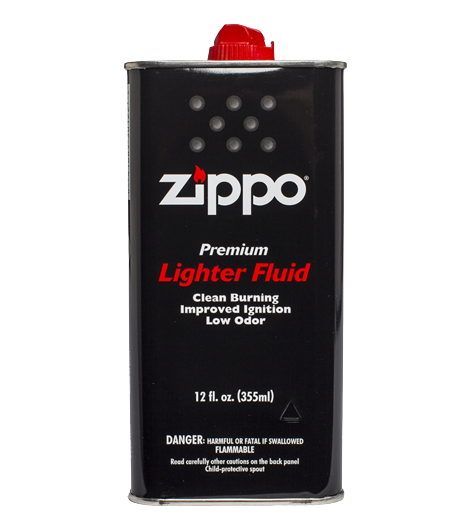 zippo®
Premium
Lighter Fluid
Clean Burning
Improved Ignition
Low Odor
12 fl. oz. (355ml)
DANGER: HARMFUL OR FATAL IF SWALLOWED
FLAMMABLE
Read carefully other cautions on the back panel
Child-protective spout